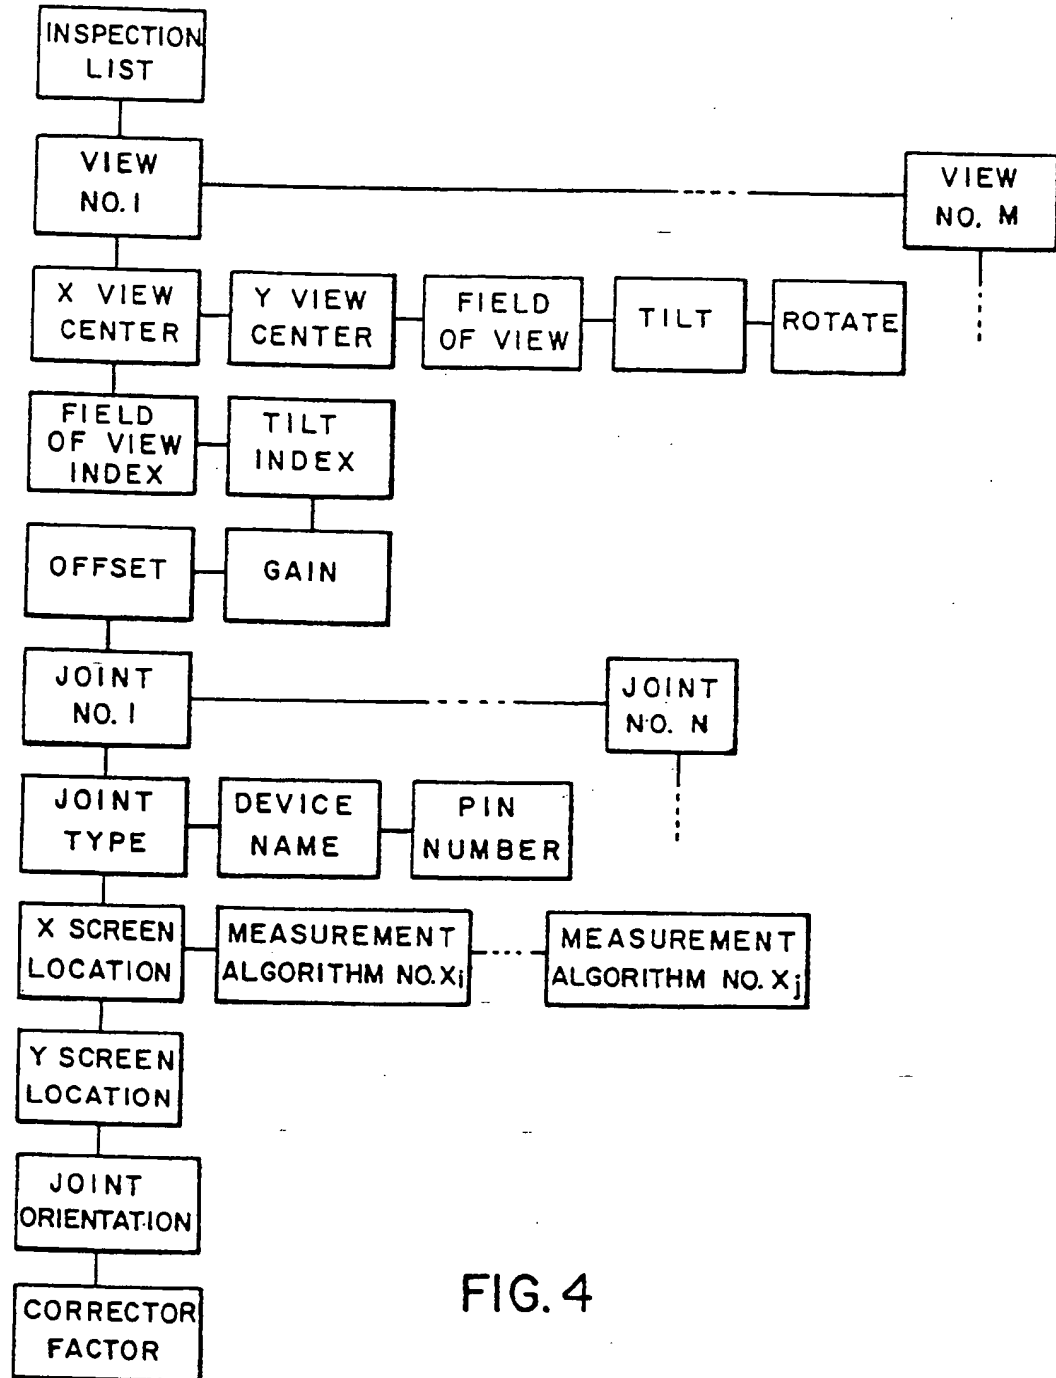 INSPECTION
LIST
VIEW
NO. 1
VIEW
NO. M
X VIEW
CENTER
Y VIEW
CENTER
FIELD
OF VIEW
TILT
ROTATE
FIELD
OF VIEW
INDEX
TILT
INDEX
OFFSET
GAIN
JOINT
NO. 1
JOINT
NO. N
JOINT
TYPE
DEVICE
NAME
PIN
NUMBER
X SCREEN
LOCATION
MEASUREMENT
ALGORITHM NO. Xi
MEASUREMENT
ALGORITHM NO. Xj
Y SCREEN
LOCATION
JOINT
ORIENTATION
CORRECTOR
FACTOR
FIG. 4